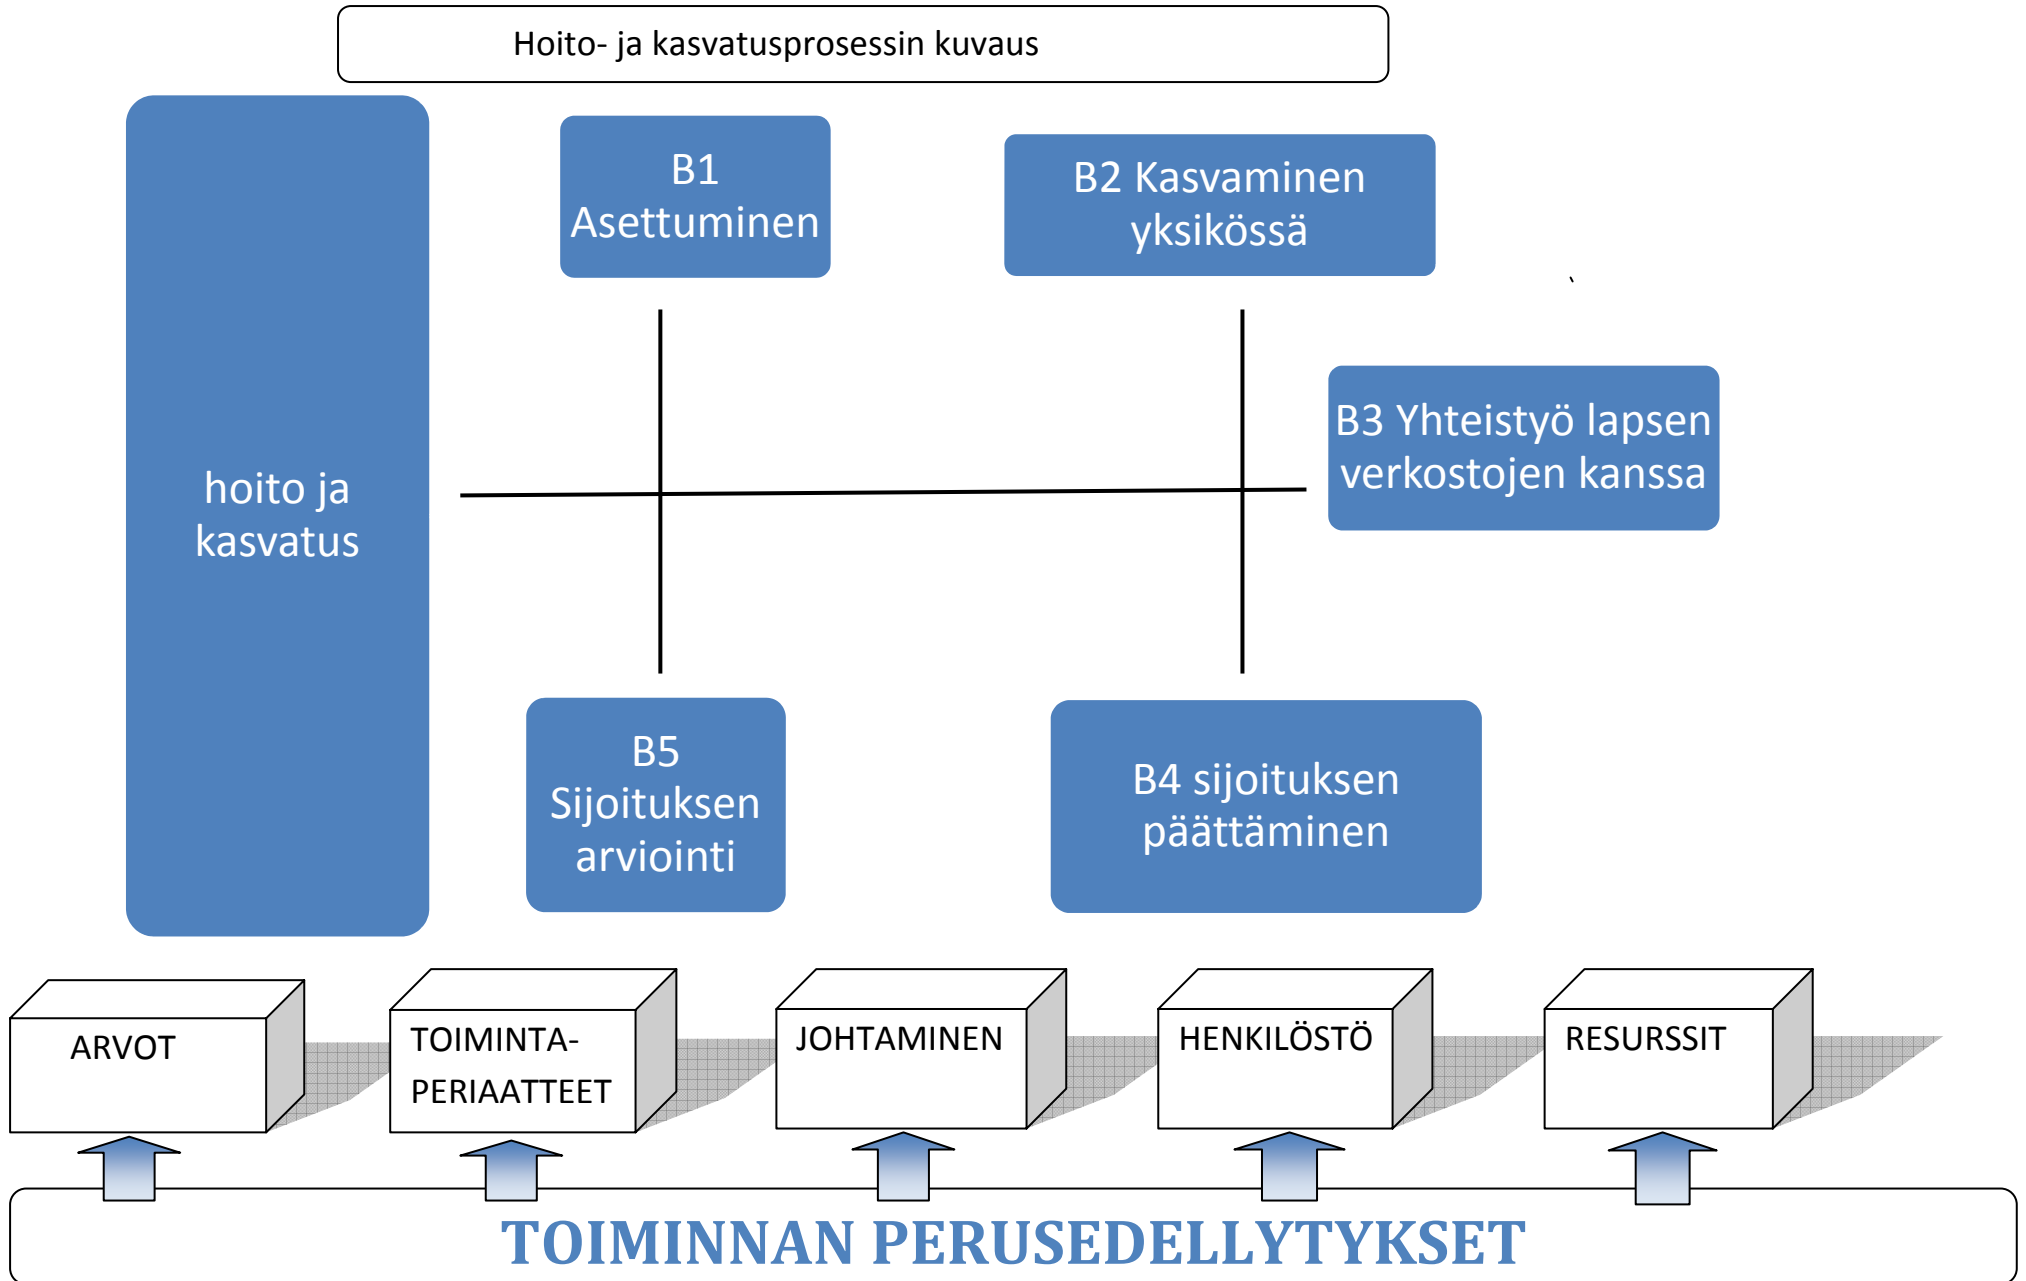 Hoito- ja kasvatusprosessin kuvaus
B1
Asettuminen
B2 Kasvaminen
yksikössä
hoito ja
kasvatus
B3 Yhteistyö lapsen
verkostojen kanssa
B5
Sijoituksen
arviointi
B4 sijoituksen
päättäminen
ARVOT
TOIMINTA-
PERIAATTEET
JOHTAMINEN
HENKILÖSTÖ
RESURSSIT
TOIMINNAN PERUSEDELLYTYKSET